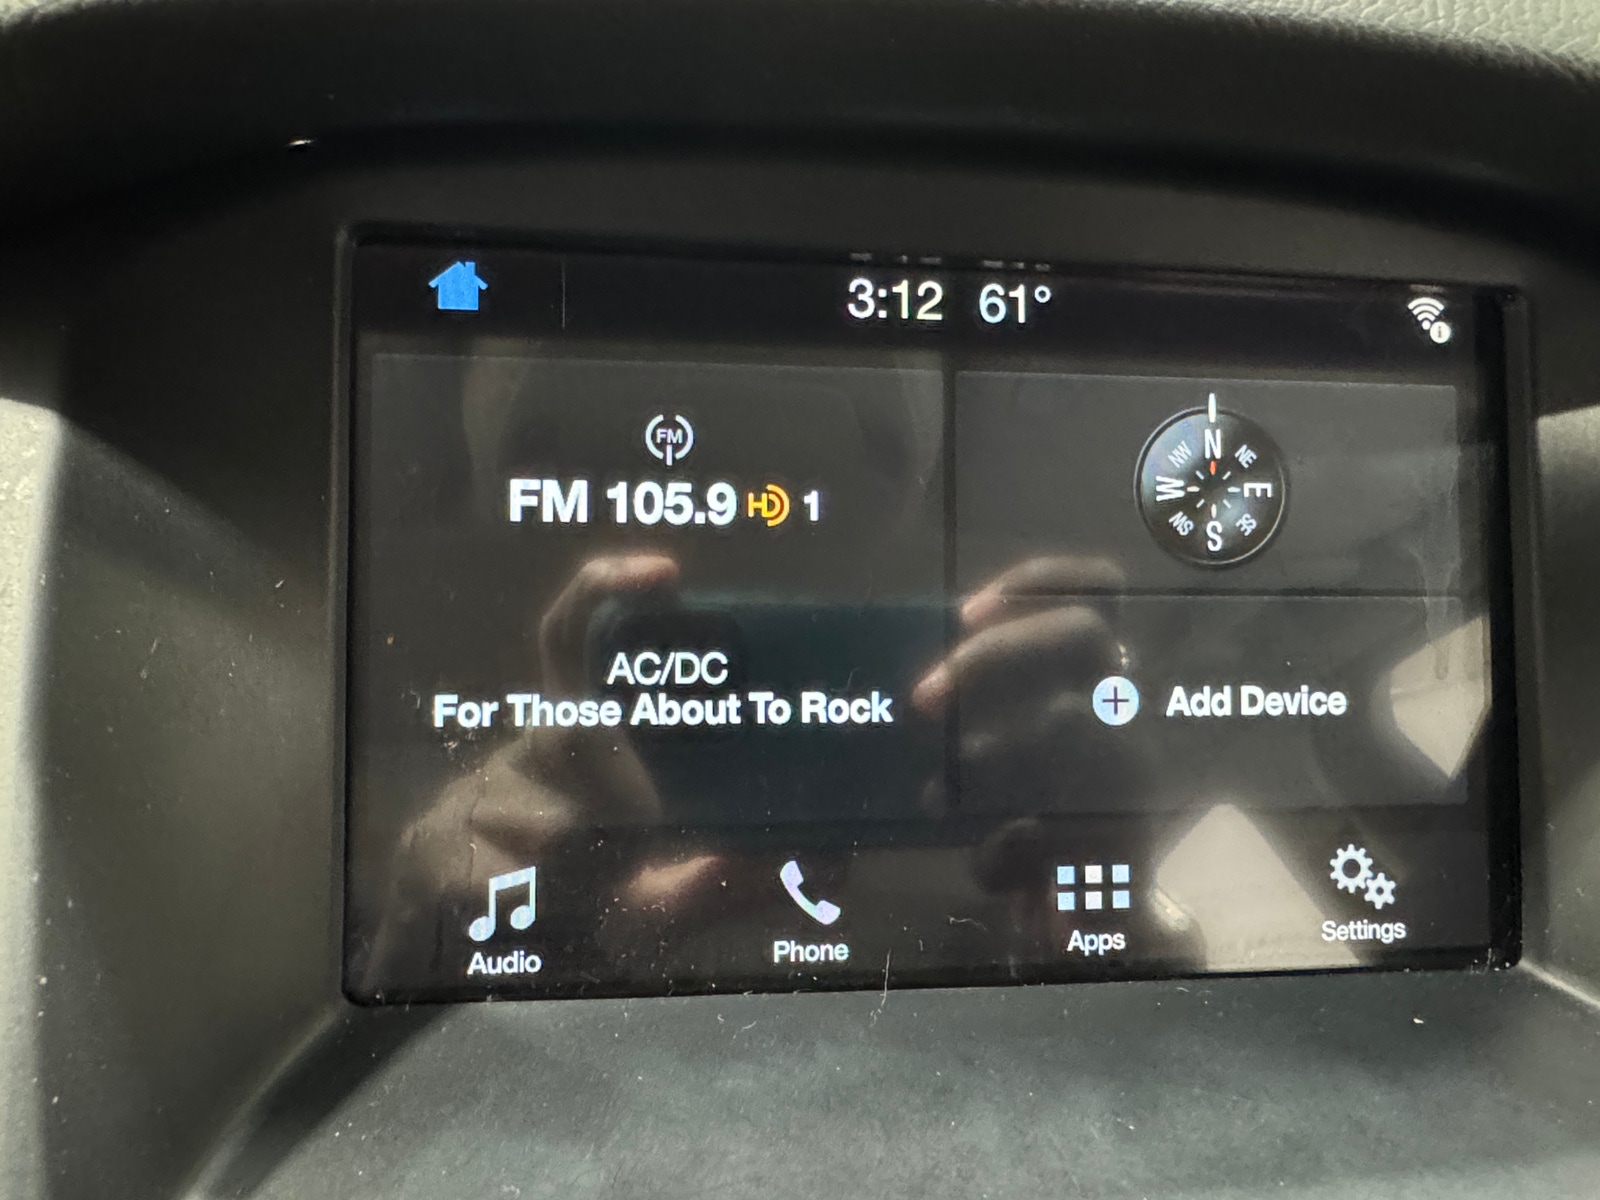 3:12 61°
FM
FM 105.9 HD 1
AC/DC
For Those About To Rock
N
NW NE
W E
SW SE
S
Add Device
Audio Phone Apps Settings